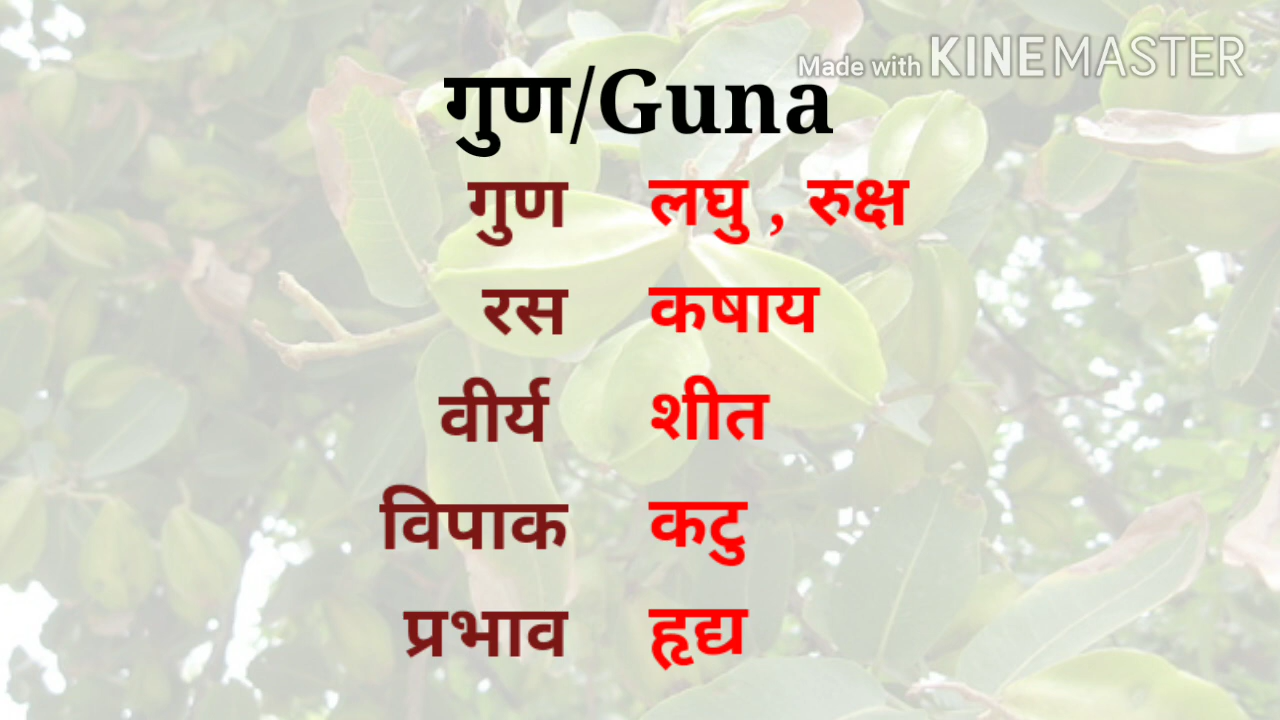 Made with KINEMASTER
गुण/Guna
गुण लघु , रुक्ष
रस कषाय
वीर्य शीत
विपाक कटु
प्रभाव हृद्य